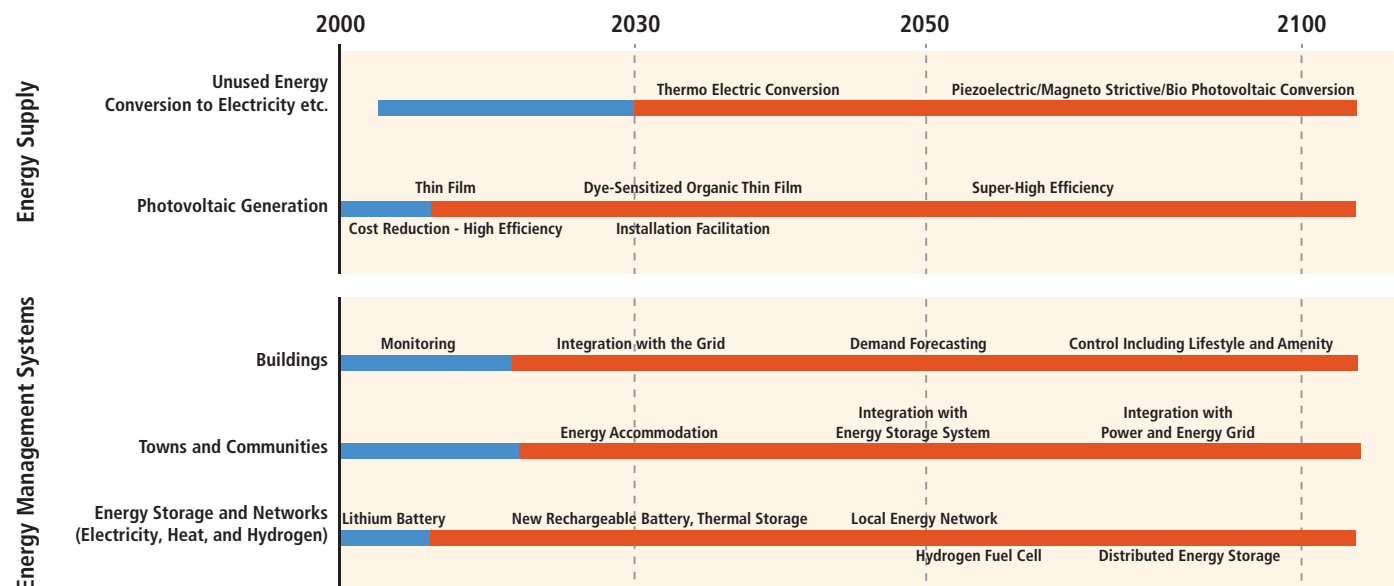 2000 2030 2050 2100
Energy Supply
Unused Energy
Conversion to Electricity etc.
Thermo Electric Conversion
Piezoelectric/Magneto Strictive/Bio Photovoltaic Conversion
Photovoltaic Generation
Thin Film
Dye-Sensitized Organic Thin Film
Super-High Efficiency
Cost Reduction - High Efficiency
Installation Facilitation
Energy Management Systems
Buildings
Monitoring
Integration with the Grid
Demand Forecasting
Control Including Lifestyle and Amenity
Towns and Communities
Energy Accommodation
Integration with
Energy Storage System
Integration with
Power and Energy Grid
Energy Storage and Networks
(Electricity, Heat, and Hydrogen)
Lithium Battery
New Rechargeable Battery, Thermal Storage
Local Energy Network
Hydrogen Fuel Cell
Distributed Energy Storage